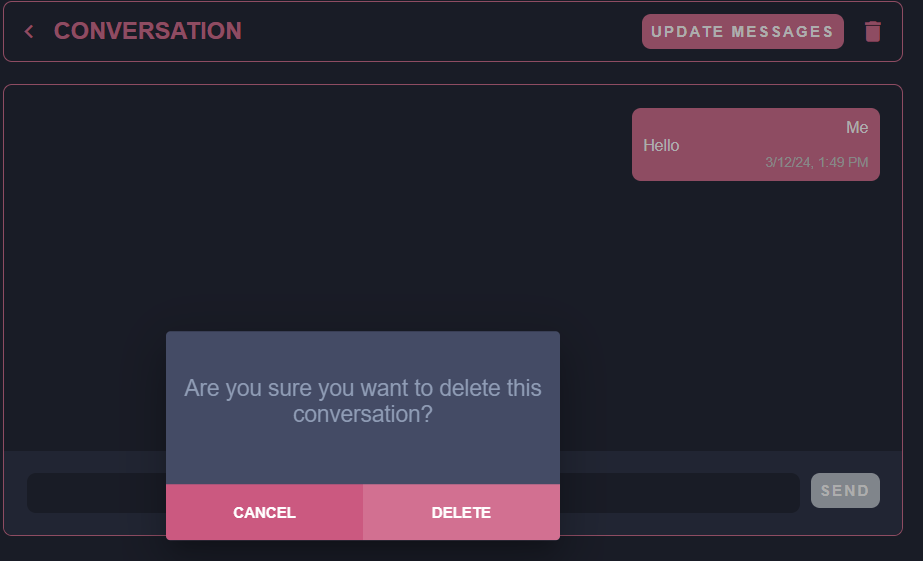 CONVERSATION
UPDATE MESSAGES
Me
Hello
3/12/24, 1:49 PM
Are you sure you want to delete this
conversation?
SEND
CANCEL
DELETE